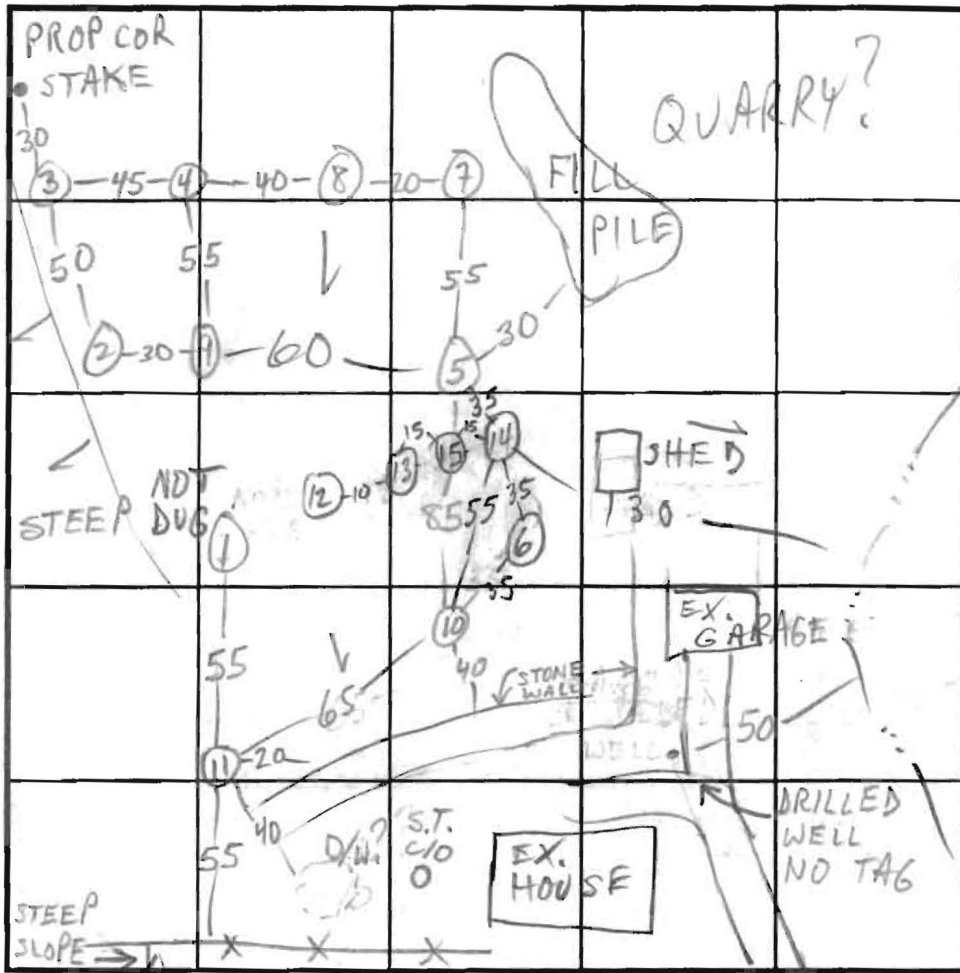 PROP COR
STAKE
QUARRY?
30
3 45 4 40 8 20 7
FILL
PILE
50 55 55
2 30 9 60 5 30
35
15 15 14
12 10 13 15
SHED
NOT
DUG
STEEP
1
85 55 35
6
30
35
10
EX.
GARAGE
55
65
40
STONE
WALL
50
WELL
11 20
DRILLED
WELL
NO TAG
40
55
D/W?
S.T.
C/O
EX.
HOUSE
STEEP
SLOPE
X X X